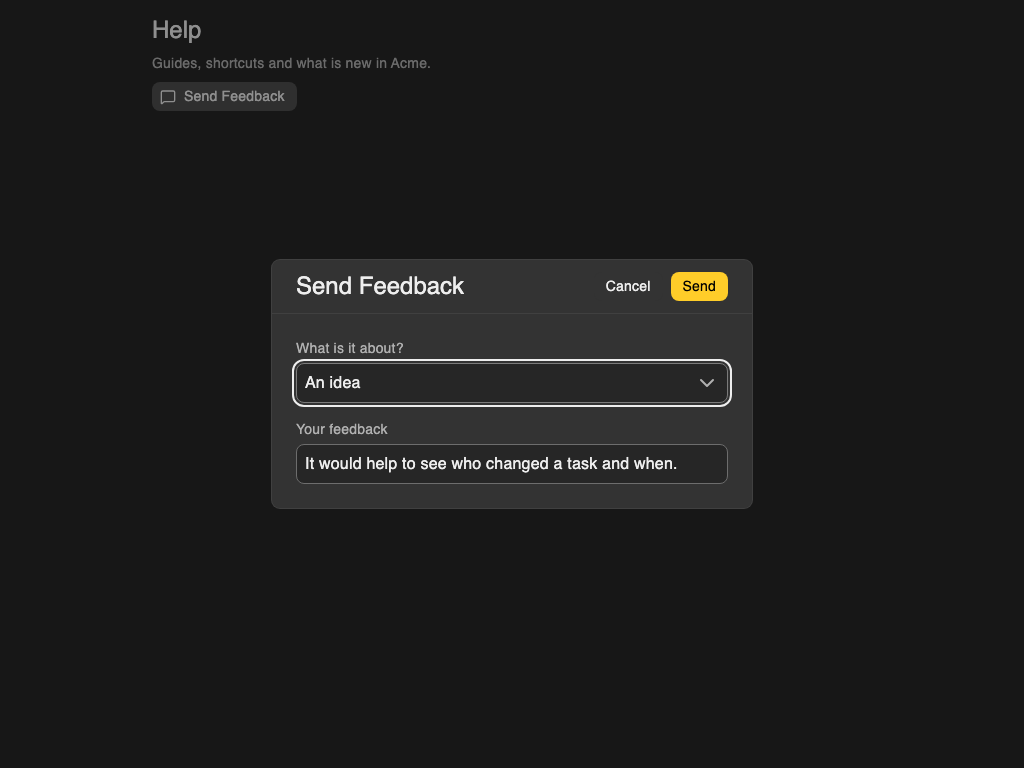 Help
Guides, shortcuts and what is new in Acme.
Send Feedback
Send Feedback
Cancel
Send
What is it about?
An idea
Your feedback
It would help to see who changed a task and when.